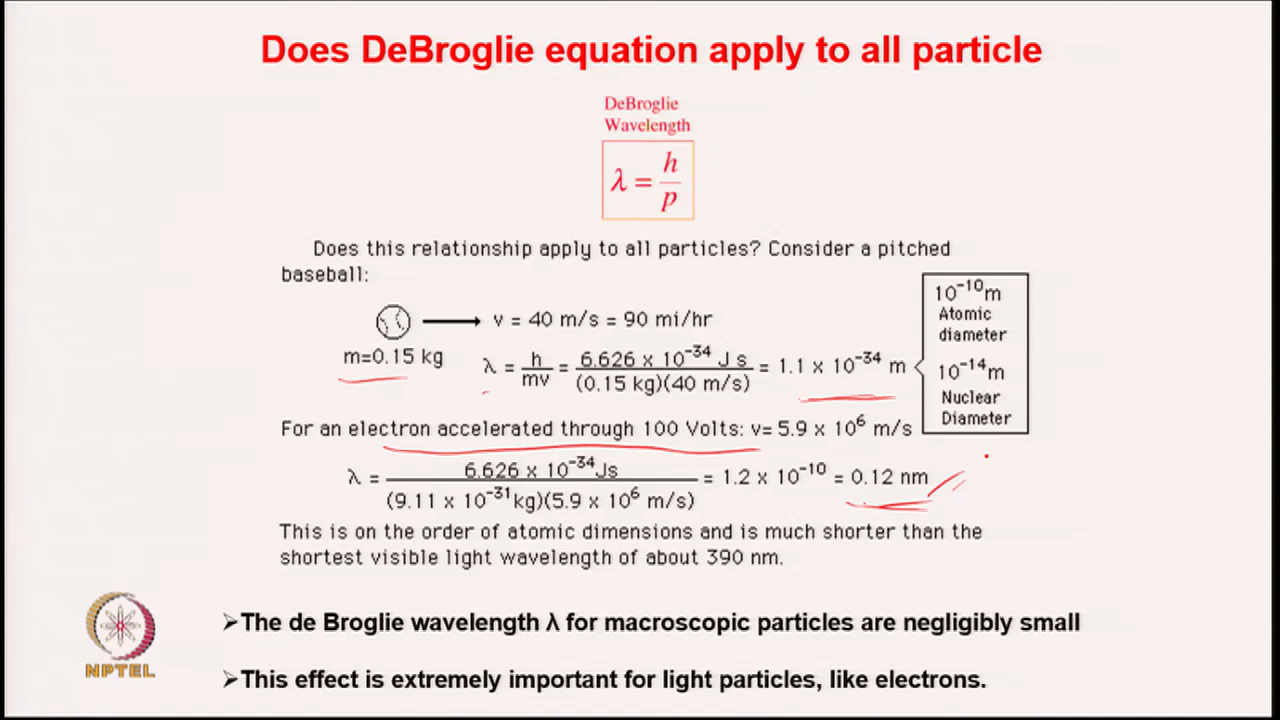 Does DeBroglie equation apply to all particle
DeBroglie
Wavelength
λ = h/p
Does this relationship apply to all particles? Consider a pitched
baseball:
v = 40 m/s = 90 mi/hr
m=0.15 kg
λ = h/mv = 6.626 x 10⁻³⁴ J s/(0.15 kg)(40 m/s) = 1.1 x 10⁻³⁴ m
10⁻¹⁰m
Atomic
diameter
10⁻¹⁴m
Nuclear
Diameter
For an electron accelerated through 100 Volts: v= 5.9 x 10⁶ m/s
λ = 6.626 x 10⁻³⁴Js/(9.11 x 10⁻³¹kg)(5.9 x 10⁶ m/s) = 1.2 x 10⁻¹⁰ = 0.12 nm
This is on the order of atomic dimensions and is much shorter than the
shortest visible light wavelength of about 390 nm.
➢The de Broglie wavelength λ for macroscopic particles are negligibly small
➢This effect is extremely important for light particles, like electrons.
NPTEL